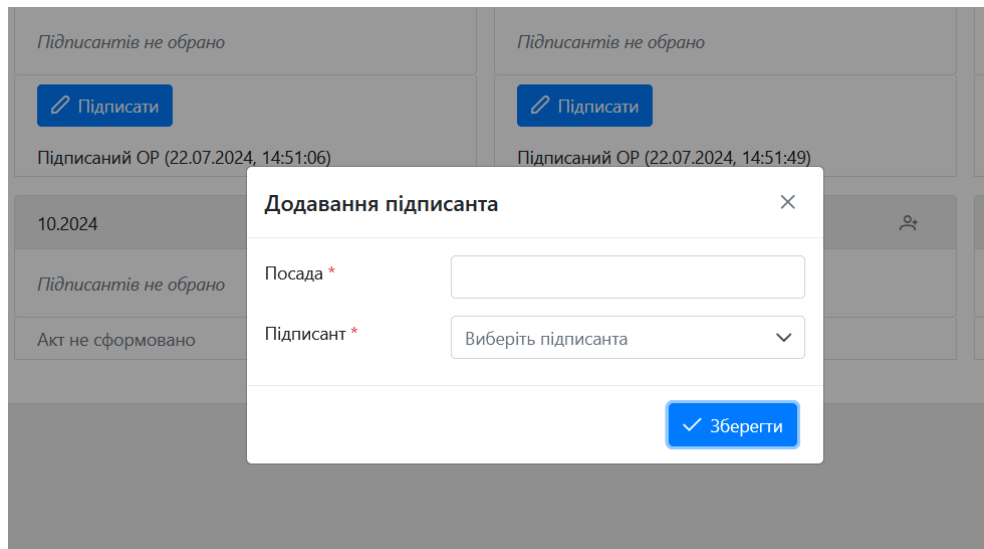 Підписантів не обрано
Підписантів не обрано
Підписати
Підписати
Підписаний ОР (22.07.2024, 14:51:06)
Підписаний ОР (22.07.2024, 14:51:49)
Додавання підписанта
10.2024
Посада *
Підписантів не обрано
Підписант *
Виберіть підписанта
Акт не сформовано
Зберегти